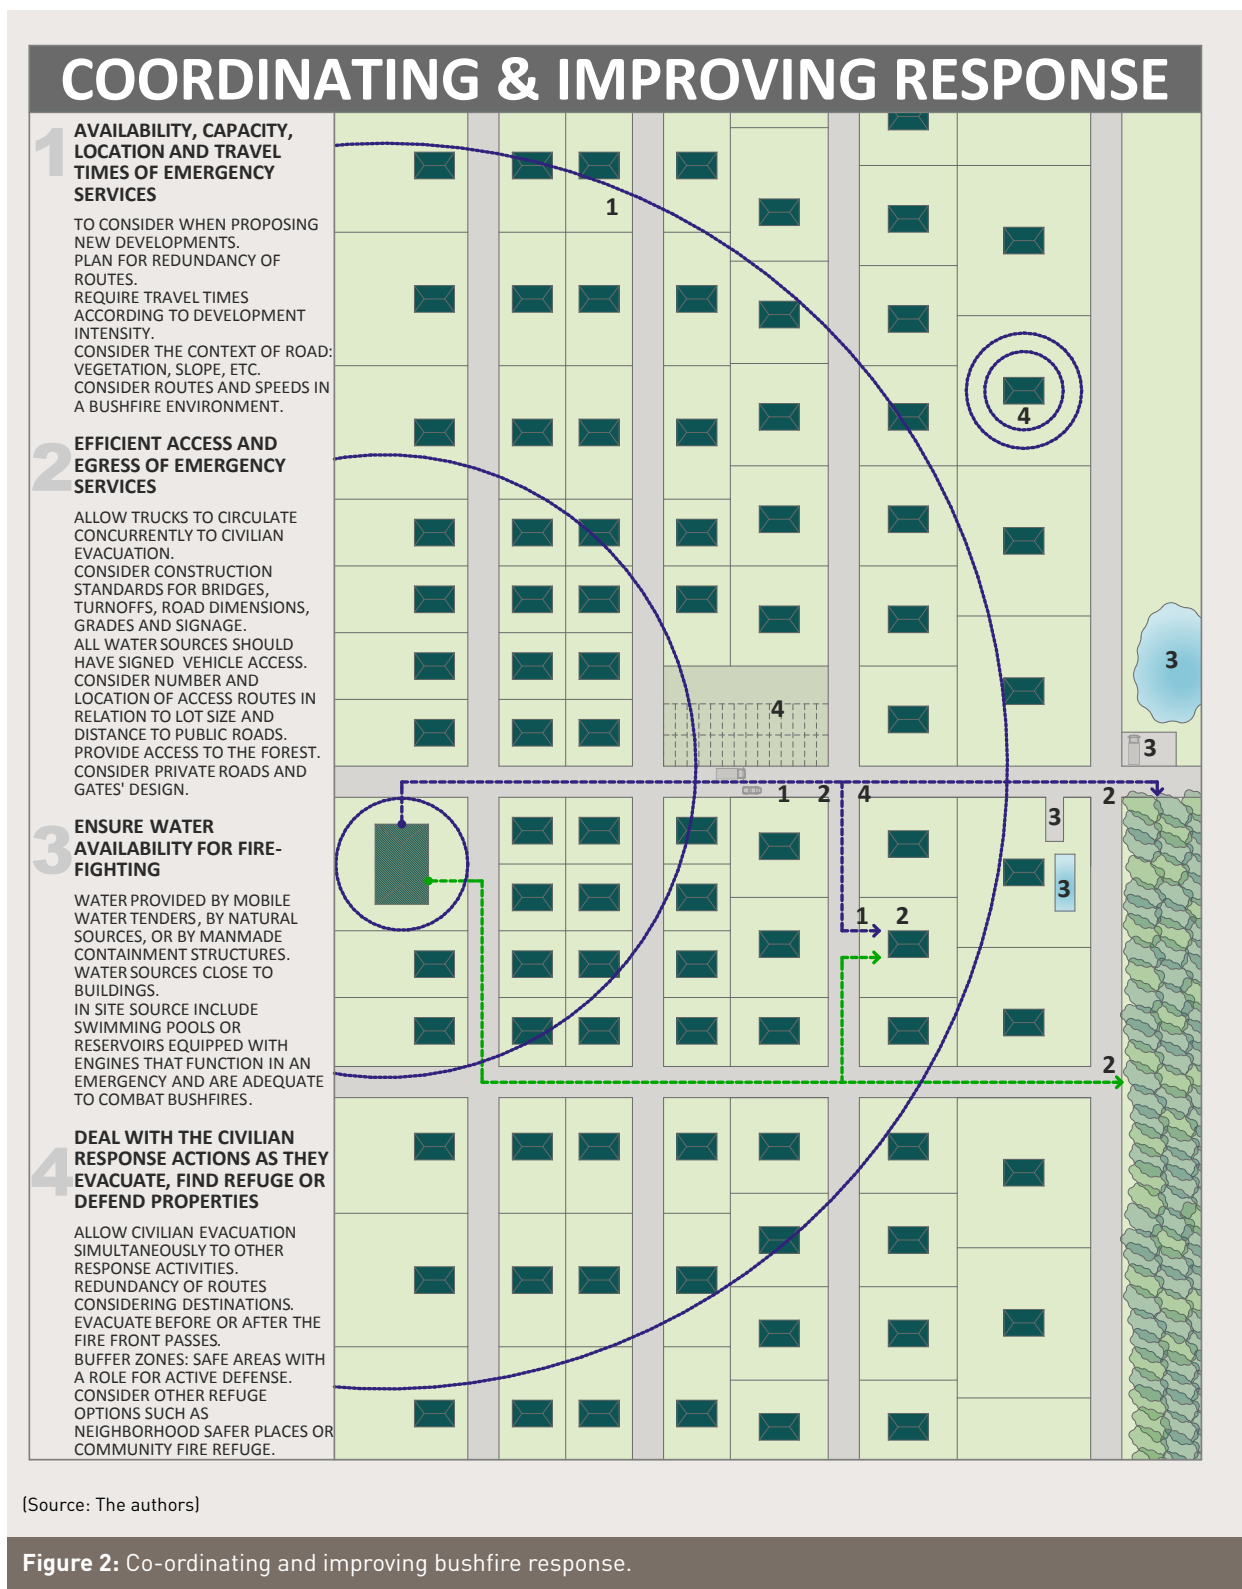 COORDINATING & IMPROVING RESPONSE
1
AVAILABILITY, CAPACITY,
LOCATION AND TRAVEL
TIMES OF EMERGENCY
SERVICES
TO CONSIDER WHEN PROPOSING
NEW DEVELOPMENTS.
PLAN FOR REDUNDANCY OF
ROUTES.
REQUIRE TRAVEL TIMES
ACCORDING TO DEVELOPMENT
INTENSITY.
CONSIDER THE CONTEXT OF ROAD:
VEGETATION, SLOPE, ETC.
CONSIDER ROUTES AND SPEEDS IN
A BUSHFIRE ENVIRONMENT.
2
EFFICIENT ACCESS AND
EGRESS OF EMERGENCY
SERVICES
ALLOW TRUCKS TO CIRCULATE
CONCURRENTLY TO CIVILIAN
EVACUATION.
CONSIDER CONSTRUCTION
STANDARDS FOR BRIDGES,
TURNOFFS, ROAD DIMENSIONS,
GRADES AND SIGNAGE.
ALL WATER SOURCES SHOULD
HAVE SIGNED VEHICLE ACCESS.
CONSIDER NUMBER AND
LOCATION OF ACCESS ROUTES IN
RELATION TO LOT SIZE AND
DISTANCE TO PUBLIC ROADS.
PROVIDE ACCESS TO THE FOREST.
CONSIDER PRIVATE ROADS AND
GATES' DESIGN.
3
ENSURE WATER
AVAILABILITY FOR FIRE-
FIGHTING
WATER PROVIDED BY MOBILE
WATER TENDERS, BY NATURAL
SOURCES, OR BY MANMADE
CONTAINMENT STRUCTURES.
WATER SOURCES CLOSE TO
BUILDINGS.
IN SITE SOURCE INCLUDE
SWIMMING POOLS OR
RESERVOIRS EQUIPPED WITH
ENGINES THAT FUNCTION IN AN
EMERGENCY AND ARE ADEQUATE
TO COMBAT BUSHFIRES.
4
DEAL WITH THE CIVILIAN
RESPONSE ACTIONS AS THEY
EVACUATE, FIND REFUGE OR
DEFEND PROPERTIES
ALLOW CIVILIAN EVACUATION
SIMULTANEOUSLY TO OTHER
RESPONSE ACTIVITIES.
REDUNDANCY OF ROUTES
CONSIDERING DESTINATIONS.
EVACUATE BEFORE OR AFTER THE
FIRE FRONT PASSES.
BUFFER ZONES: SAFE AREAS WITH
A ROLE FOR ACTIVE DEFENSE.
CONSIDER OTHER REFUGE
OPTIONS SUCH AS
NEIGHBORHOOD SAFER PLACES OR
COMMUNITY FIRE REFUGE.
1
4
3
4
3
1 2 4 2
3
3
1 2
2
(Source: The authors)
Figure 2: Co-ordinating and improving bushfire response.